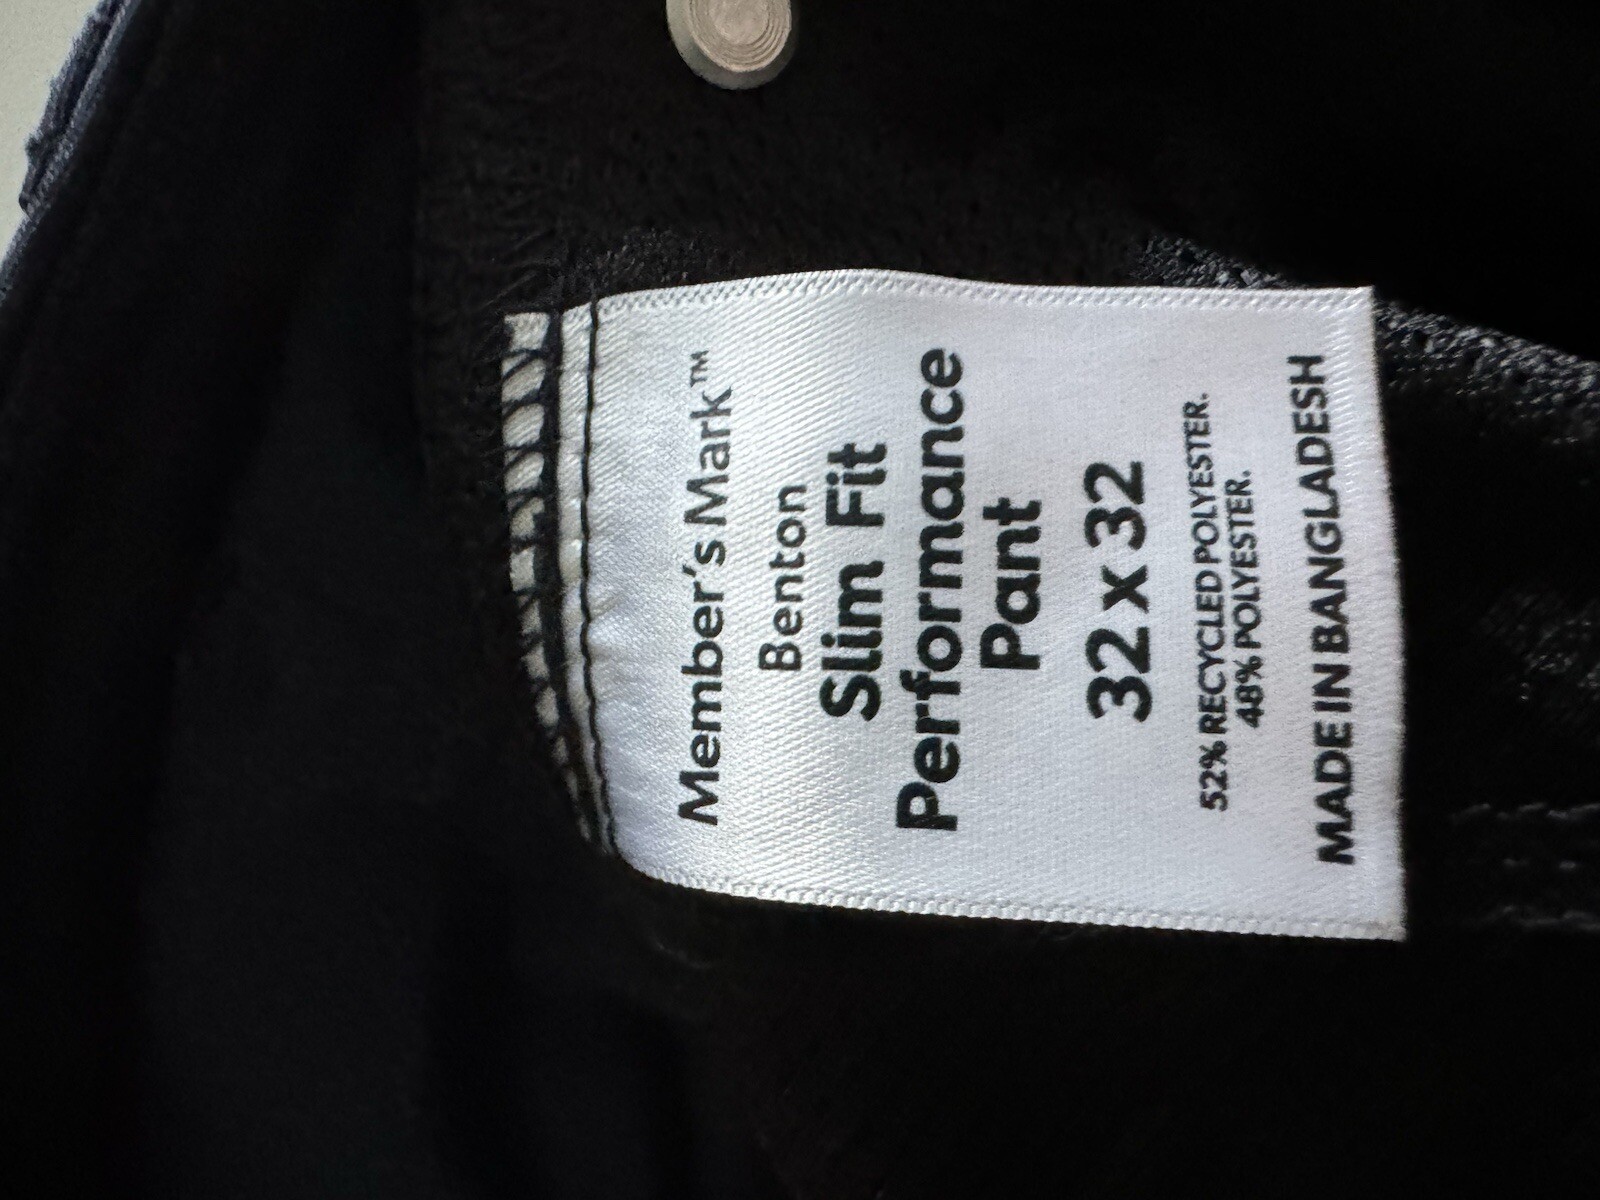 Member's Mark™
Benton
Slim Fit
Performance
Pant
32 x 32
52% RECYCLED POLYESTER.
48% POLYESTER.
MADE IN BANGLADESH